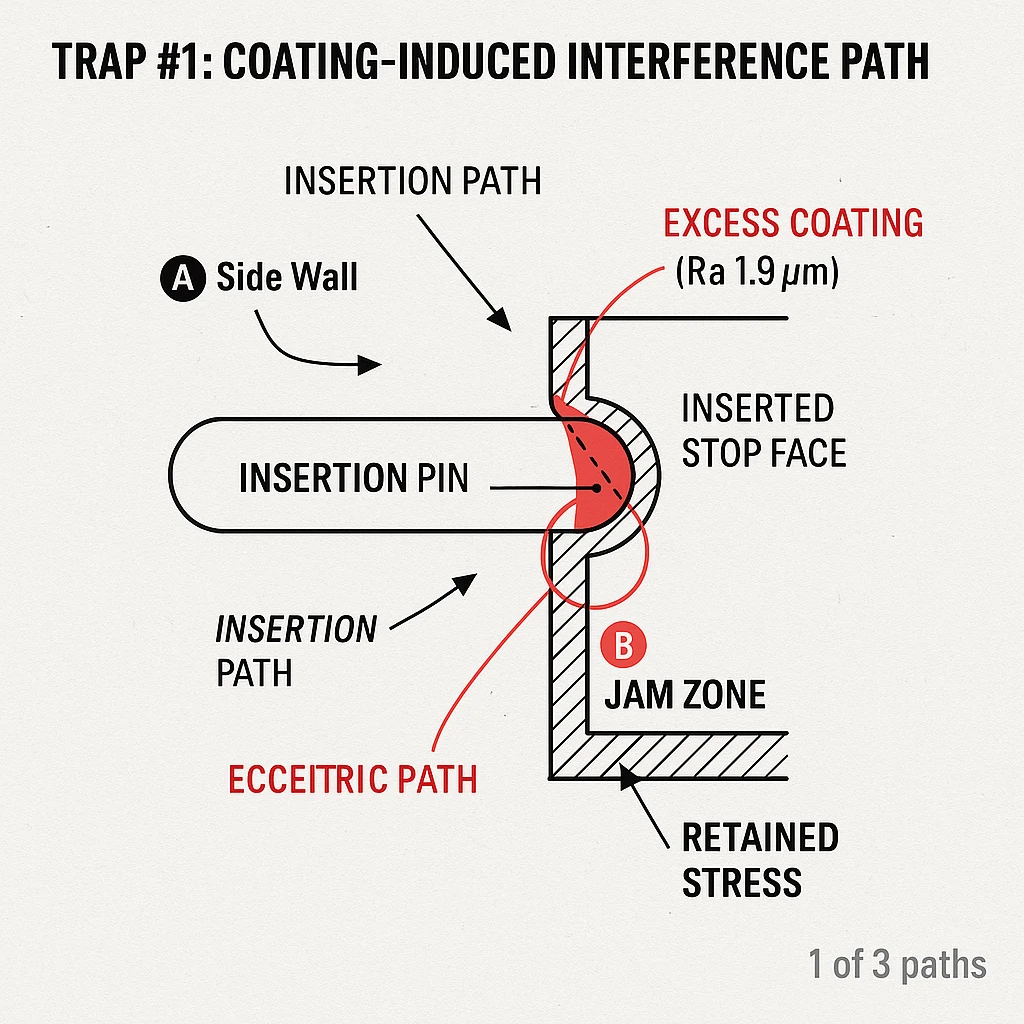 TRAP #1: COATING-INDUCED INTERFERENCE PATH
INSERTION PATH
EXCESS COATING
(Ra 1.9 µm)
A Side Wall
INSERTED
STOP FACE
INSERTION PIN
INSERTION
PATH
B
JAM ZONE
ECCEITRIC PATH
RETAINED
STRESS
1 of 3 paths